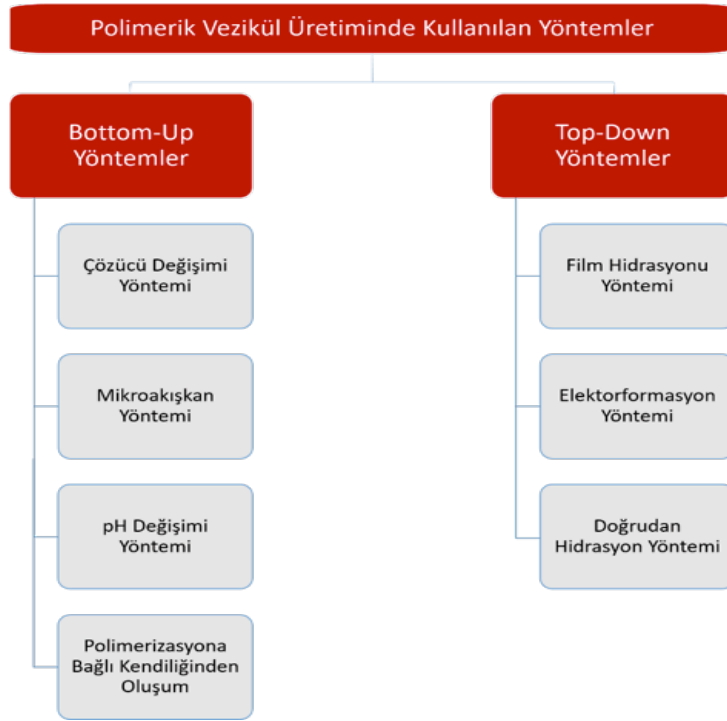 Polimerik Vezikül Üretiminde Kullanılan Yöntemler
Bottom-Up
Yöntemler
Çözücü Değişimi
Yöntemi
Mikroakışkan
Yöntemi
pH Değişimi
Yöntemi
Polimerizasyona
Bağlı Kendiliğinden
Oluşum
Top-Down
Yöntemler
Film Hidrasyonu
Yöntemi
Elektorformasyon
Yöntemi
Doğrudan
Hidrasyon Yöntemi